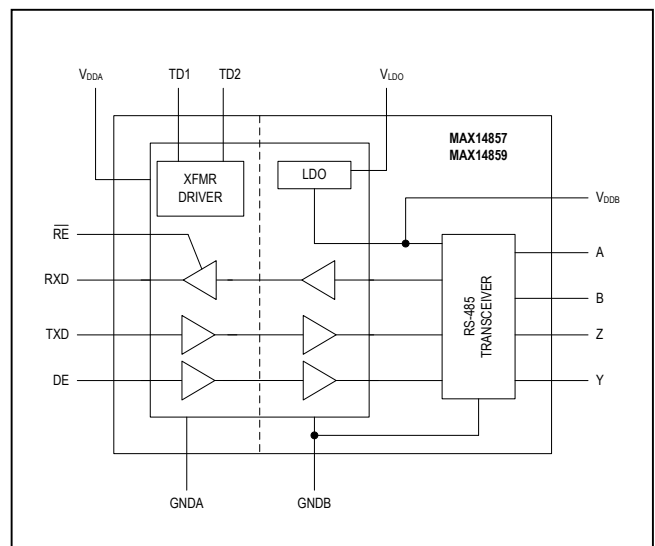 VDDA TD1 TD2 VLDO
MAX14857
MAX14859
XFMR
DRIVER
LDO
VDDB
RE
A
RXD
B
RS-485
TRANSCEIVER
TXD
Z
DE
Y
GNDA GNDB